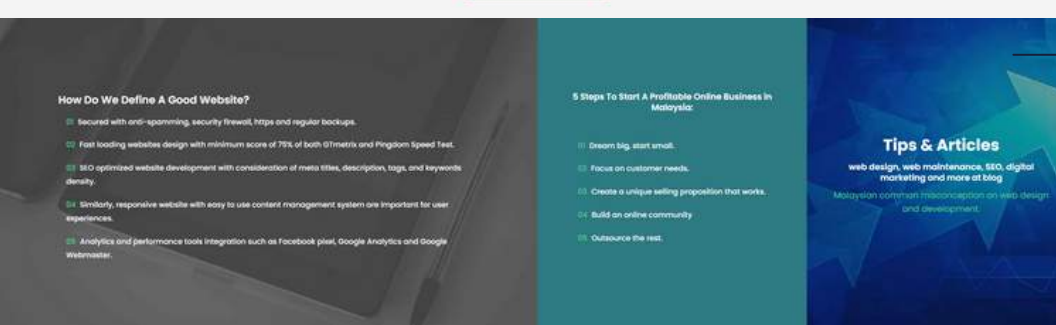 How Do We Define A Good Website?
01 Secured with anti-spamming, security firewall, https and regular backups.
02 Fast loading websites design with minimum score of 75% of both GTmetrix and Pingdom Speed Test.
03 SEO optimized website development with consideration of meta titles, description, tags, and keywords
density.
04 Similarly, responsive website with easy to use content management system are important for user
experiences.
05 Analytics and performance tools integration such as Facebook pixel, Google Analytics and Google
Webmaster.
5 Steps To Start A Profitable Online Business in
Malaysia:
01 Dream big, start small.
02 Focus on customer needs.
03 Create a unique selling proposition that works.
04 Build an online community
05 Outsource the rest.
Tips & Articles
web design, web maintenance, SEO, digital
marketing and more at blog
Malaysian common misconception on web design
and development.